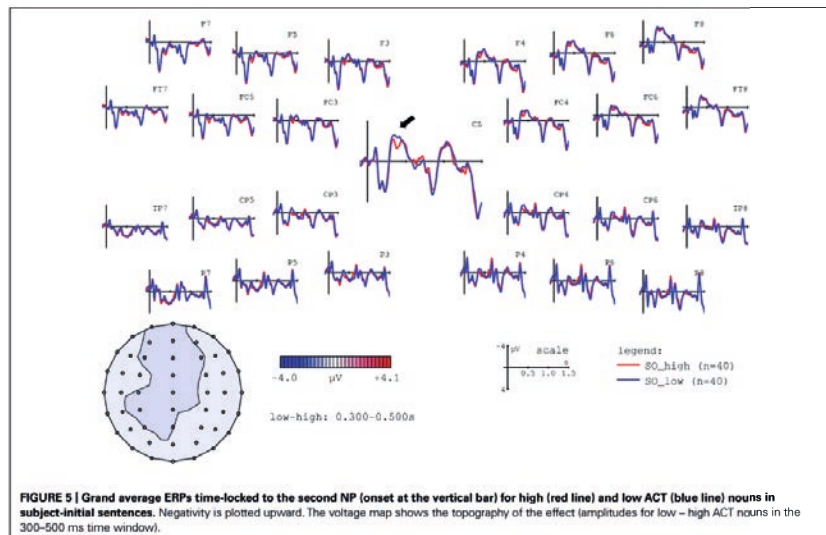 F7
F5
F3
F4
F6
F8
FT7
FC5
FC3
CZ
FC4
FC6
FT8
TP7
CP5
CP3
CP4
CP6
TP8
P7
P5
P3
P4
P6
P8
-4.0 µV +4.1
low-high: 0.300-0.500s
-4
µV scale
s
0.5 1.0 1.5
4
legend:
SO_high (n=40)
SO_low (n=40)
FIGURE 5 | Grand average ERPs time-locked to the second NP (onset at the vertical bar) for high (red line) and low ACT (blue line) nouns in
subject-initial sentences. Negativity is plotted upward. The voltage map shows the topography of the effect (amplitudes for low – high ACT nouns in the
300–500 ms time window).